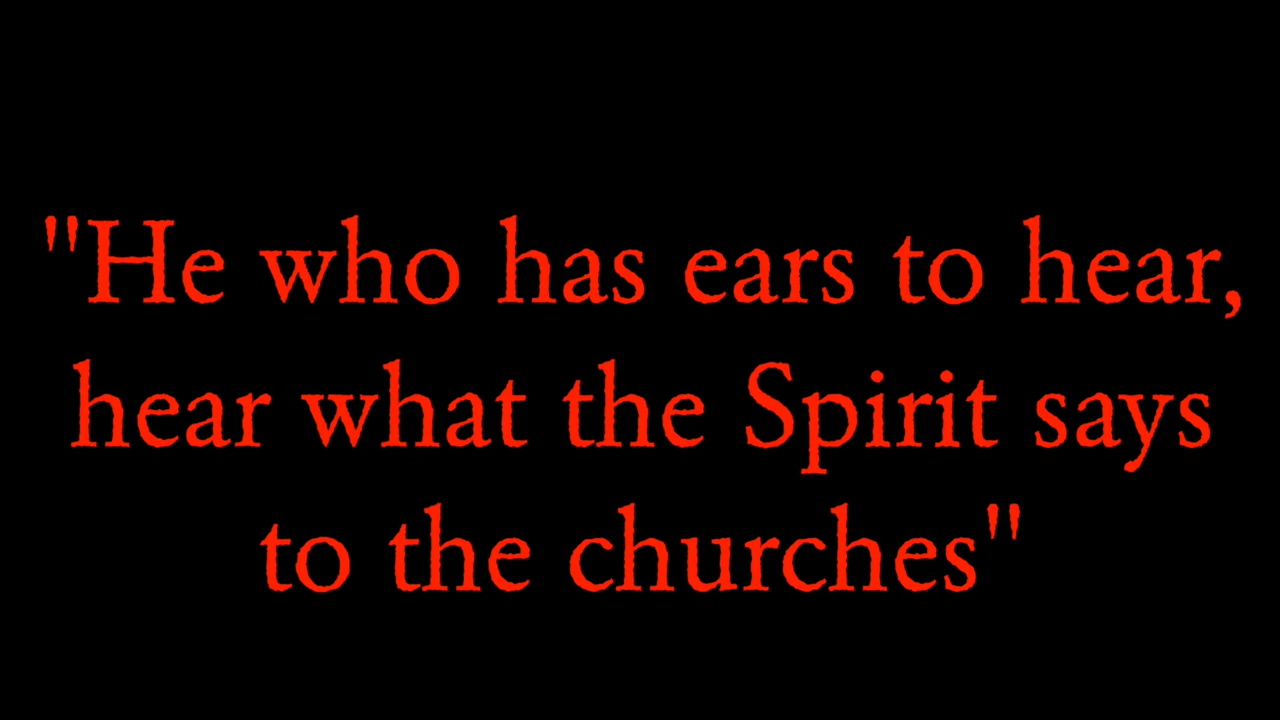 "He who has ears to hear,
hear what the Spirit says
to the churches"